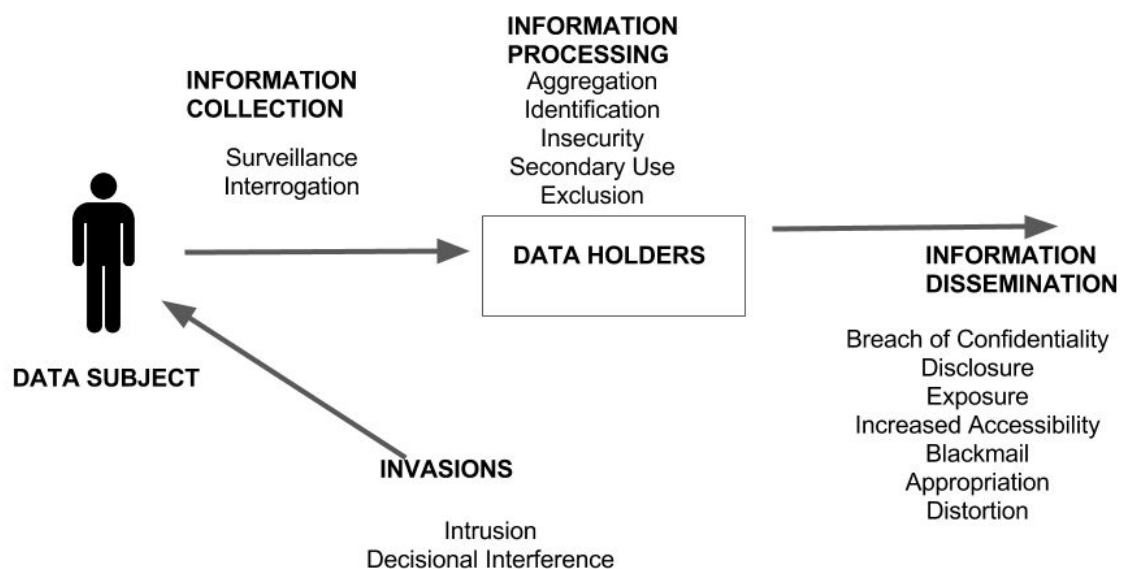 INFORMATION
COLLECTION
Surveillance
Interrogation
DATA SUBJECT
INFORMATION
PROCESSING
Aggregation
Identification
Insecurity
Secondary Use
Exclusion
DATA HOLDERS
INFORMATION
DISSEMINATION
Breach of Confidentiality
Disclosure
Exposure
Increased Accessibility
Blackmail
Appropriation
Distortion
INVASIONS
Intrusion
Decisional Interference